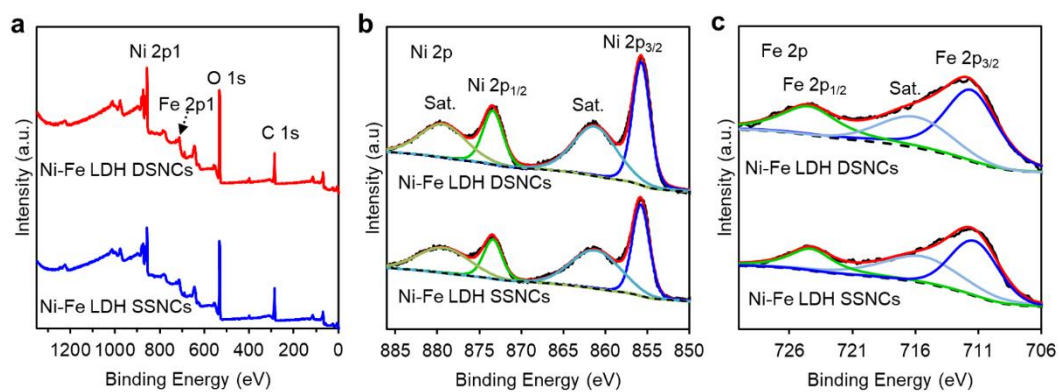 a
Ni 2p1
O 1s
Fe 2p1
C 1s
Ni-Fe LDH DSNCs
Ni-Fe LDH SSNCs
Intensity (a.u.)
1200 1000 800 600 400 200 0
Binding Energy (eV)
b
Ni 2p
Ni 2p3/2
Ni 2p1/2
Sat.
Sat.
Ni-Fe LDH DSNCs
Ni-Fe LDH SSNCs
Intensity (a.u)
885 880 875 870 865 860 855 850
Binding Energy (eV)
c
Fe 2p
Fe 2p3/2
Fe 2p1/2
Sat.
Ni-Fe LDH DSNCs
Ni-Fe LDH SSNCs
Intensity (a.u.)
726 721 716 711 706
Binding Energy (eV)